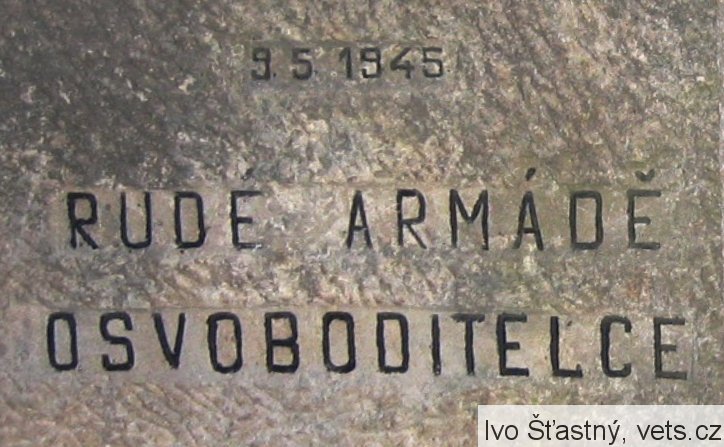 9. 5. 1945
RUDÉ ARMÁDĚ
OSVOBODITELCE
Ivo Šťastný, vets.cz